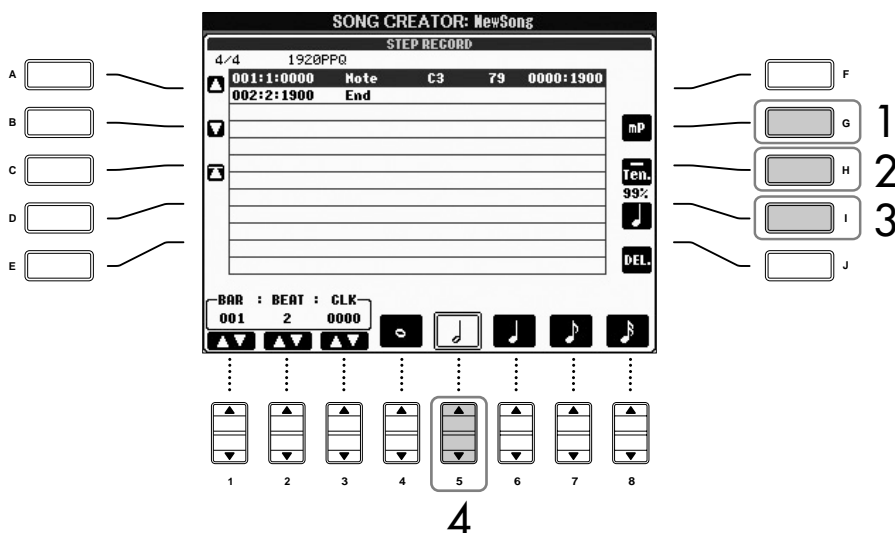 SONG CREATOR: NewSong
STEP RECORD
4/4 1920PPQ
001:1:0000 Note C3 79 0000:1900
002:2:1900 End
A
B
C
D
E
F
mP G 1
Ten. H 2
99%
I 3
DEL. J
BAR : BEAT : CLK
001 2 0000
1 2 3 4 5 6 7 8
4